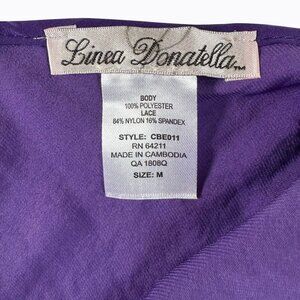 Linea Donatella™
BODY
100% POLYESTER
LACE
84% NYLON 16% SPANDEX
STYLE: CBE011
RN 64211
MADE IN CAMBODIA
QA 1808Q
SIZE: M